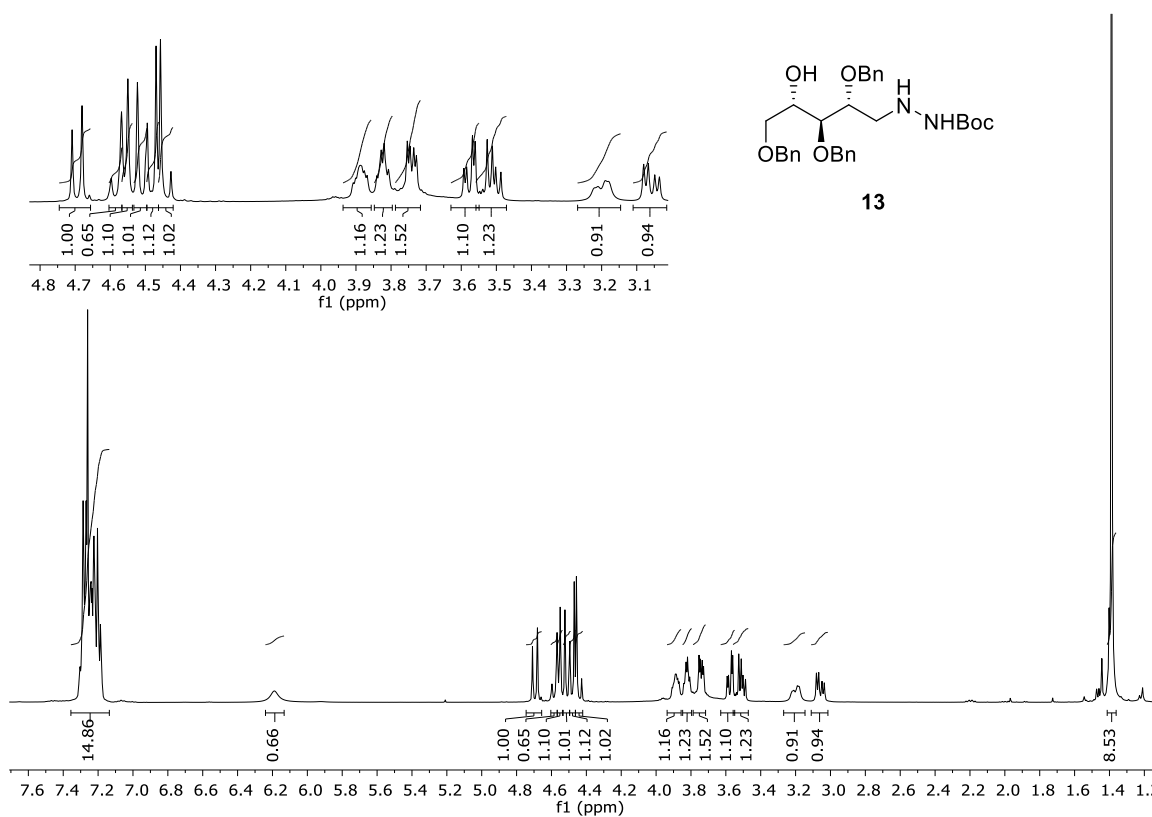 OH OBn H
N
NHBoc
OBn OBn
13
1.00 0.65 1.10 1.01 1.12 1.02 1.16 1.23 1.52 1.10 1.23 0.91 0.94
4.8 4.7 4.6 4.5 4.4 4.3 4.2 4.1 4.0 3.9 3.8 3.7 3.6 3.5 3.4 3.3 3.2 3.1
f1 (ppm)
14.86 0.66 1.00 0.65 1.10 1.01 1.12 1.02 1.16 1.23 1.52 1.10 1.23 0.91 0.94 8.53
7.6 7.4 7.2 7.0 6.8 6.6 6.4 6.2 6.0 5.8 5.6 5.4 5.2 5.0 4.8 4.6 4.4 4.2 4.0 3.8 3.6 3.4 3.2 3.0 2.8 2.6 2.4 2.2 2.0 1.8 1.6 1.4
f1 (ppm)